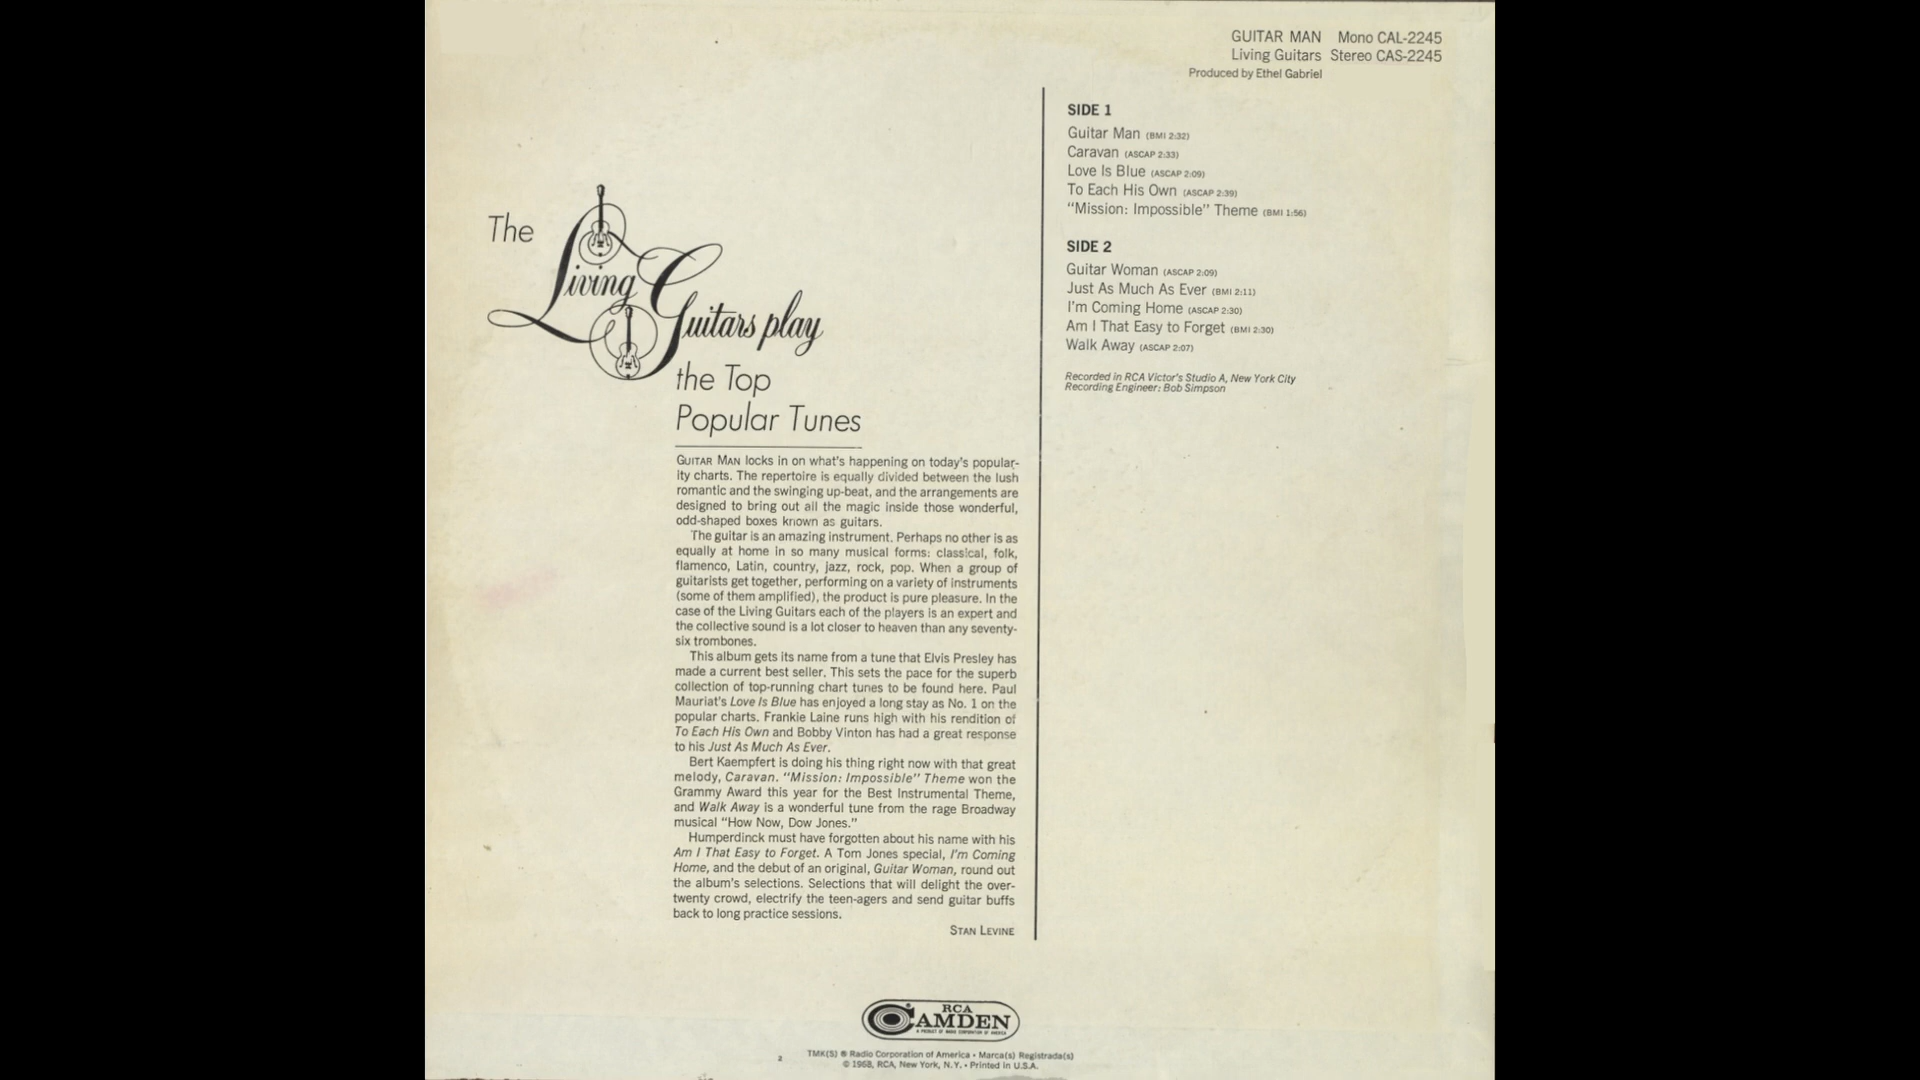 GUITAR MAN Mono CAL-2245
Living Guitars Stereo CAS-2245
Produced by Ethel Gabriel
The
Living
Guitars play
the Top
Popular Tunes
GUITAR MAN locks in on what's happening on today's popular-
ity charts. The repertoire is equally divided between the lush
romantic and the swinging up-beat, and the arrangements are
designed to bring out all the magic inside those wonderful,
odd-shaped boxes known as guitars.
The guitar is an amazing instrument. Perhaps no other is as
equally at home in so many musical forms: classical, folk,
flamenco, Latin, country, jazz, rock, pop. When a group of
guitarists get together, performing on a variety of instruments
(some of them amplified), the product is pure pleasure. In the
case of the Living Guitars each of the players is an expert and
the collective sound is a lot closer to heaven than any seventy-
six trombones.
This album gets its name from a tune that Elvis Presley has
made a current best seller. This sets the pace for the superb
collection of top-running chart tunes to be found here. Paul
Mauriat's Love Is Blue has enjoyed a long stay as No. 1 on the
popular charts. Frankie Laine runs high with his rendition of
To Each His Own and Bobby Vinton has had a great response
to his Just As Much As Ever.
Bert Kaempfert is doing his thing right now with that great
melody, Caravan. "Mission: Impossible" Theme won the
Grammy Award this year for the Best Instrumental Theme,
and Walk Away is a wonderful tune from the rage Broadway
musical "How Now, Dow Jones."
Humperdinck must have forgotten about his name with his
Am I That Easy to Forget. A Tom Jones special, I'm Coming
Home, and the debut of an original, Guitar Woman, round out
the album's selections. Selections that will delight the over-
twenty crowd, electrify the teen-agers and send guitar buffs
back to long practice sessions.
STAN LEVINE
SIDE 1
Guitar Man (BMI 2:32)
Caravan (ASCAP 2:33)
Love Is Blue (ASCAP 2:09)
To Each His Own (ASCAP 2:39)
"Mission: Impossible" Theme (BMI 1:56)
SIDE 2
Guitar Woman (ASCAP 2:09)
Just As Much As Ever (BMI 2:11)
I'm Coming Home (ASCAP 2:30)
Am I That Easy to Forget (BMI 2:30)
Walk Away (ASCAP 2:07)
Recorded in RCA Victor's Studio A, New York City
Recording Engineer: Bob Simpson
RCA
CAMDEN
A PRODUCT OF RADIO CORPORATION OF AMERICA
2
TMK(S) ® Radio Corporation of America • Marca(s) Registrada(s)
© 1968, RCA, New York, N.Y. • Printed in U.S.A.